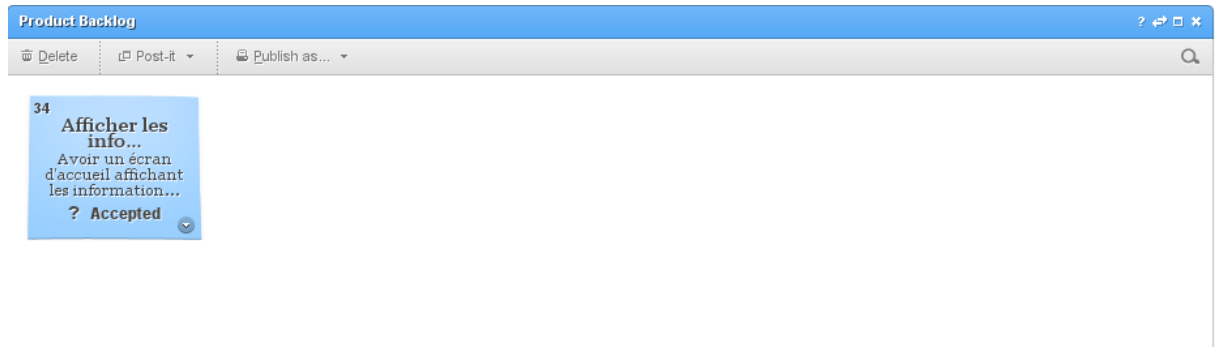 Product Backlog ?
Delete Post-it Publish as...
34
Afficher les
info...
Avoir un écran
d'accueil affichant
les information...
? Accepted